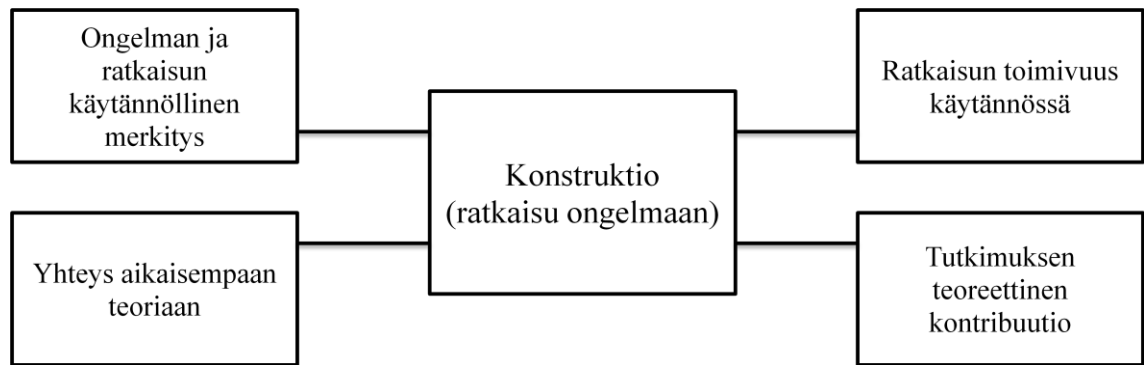 Ongelman ja
ratkaisun
käytännöllinen
merkitys
Yhteys aikaisempaan
teoriaan
Konstruktio
(ratkaisu ongelmaan)
Ratkaisun toimivuus
käytännössä
Tutkimuksen
teoreettinen
kontribuutio